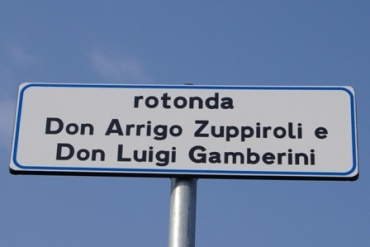 rotonda
Don Arrigo Zuppiroli e
Don Luigi Gamberini